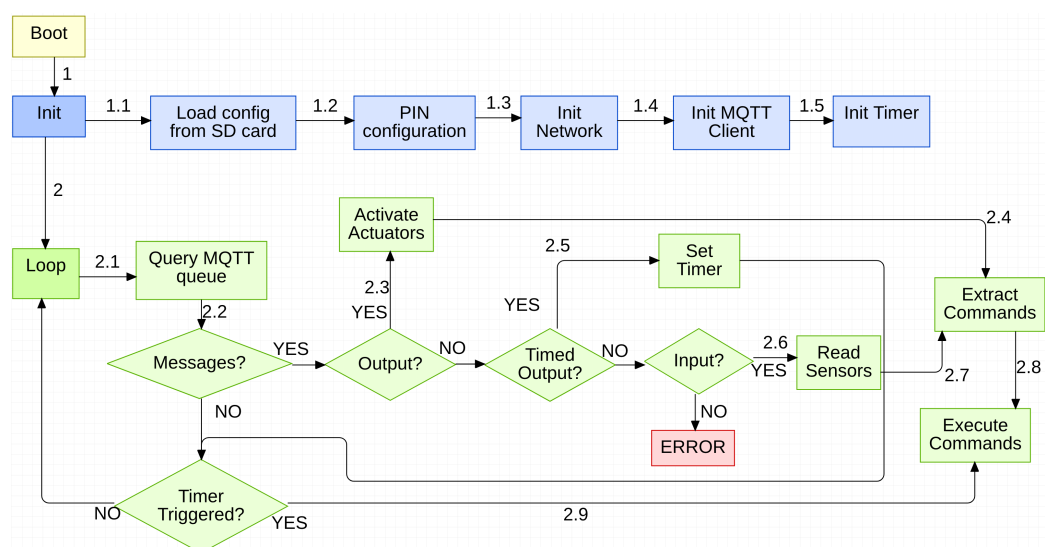 Boot
1
Init
1.1
Load config
from SD card
1.2
PIN
configuration
1.3
Init
Network
1.4
Init MQTT
Client
1.5
Init Timer
2
Activate
Actuators
2.4
Loop
2.1
Query MQTT
queue
2.5
Set
Timer
2.3
YES
YES
Extract
Commands
2.2
Messages?
YES
Output?
NO
Timed
Output?
NO
Input?
2.6
YES
Read
Sensors
2.7
2.8
NO
NO
ERROR
Execute
Commands
Timer
Triggered?
NO
YES
2.9